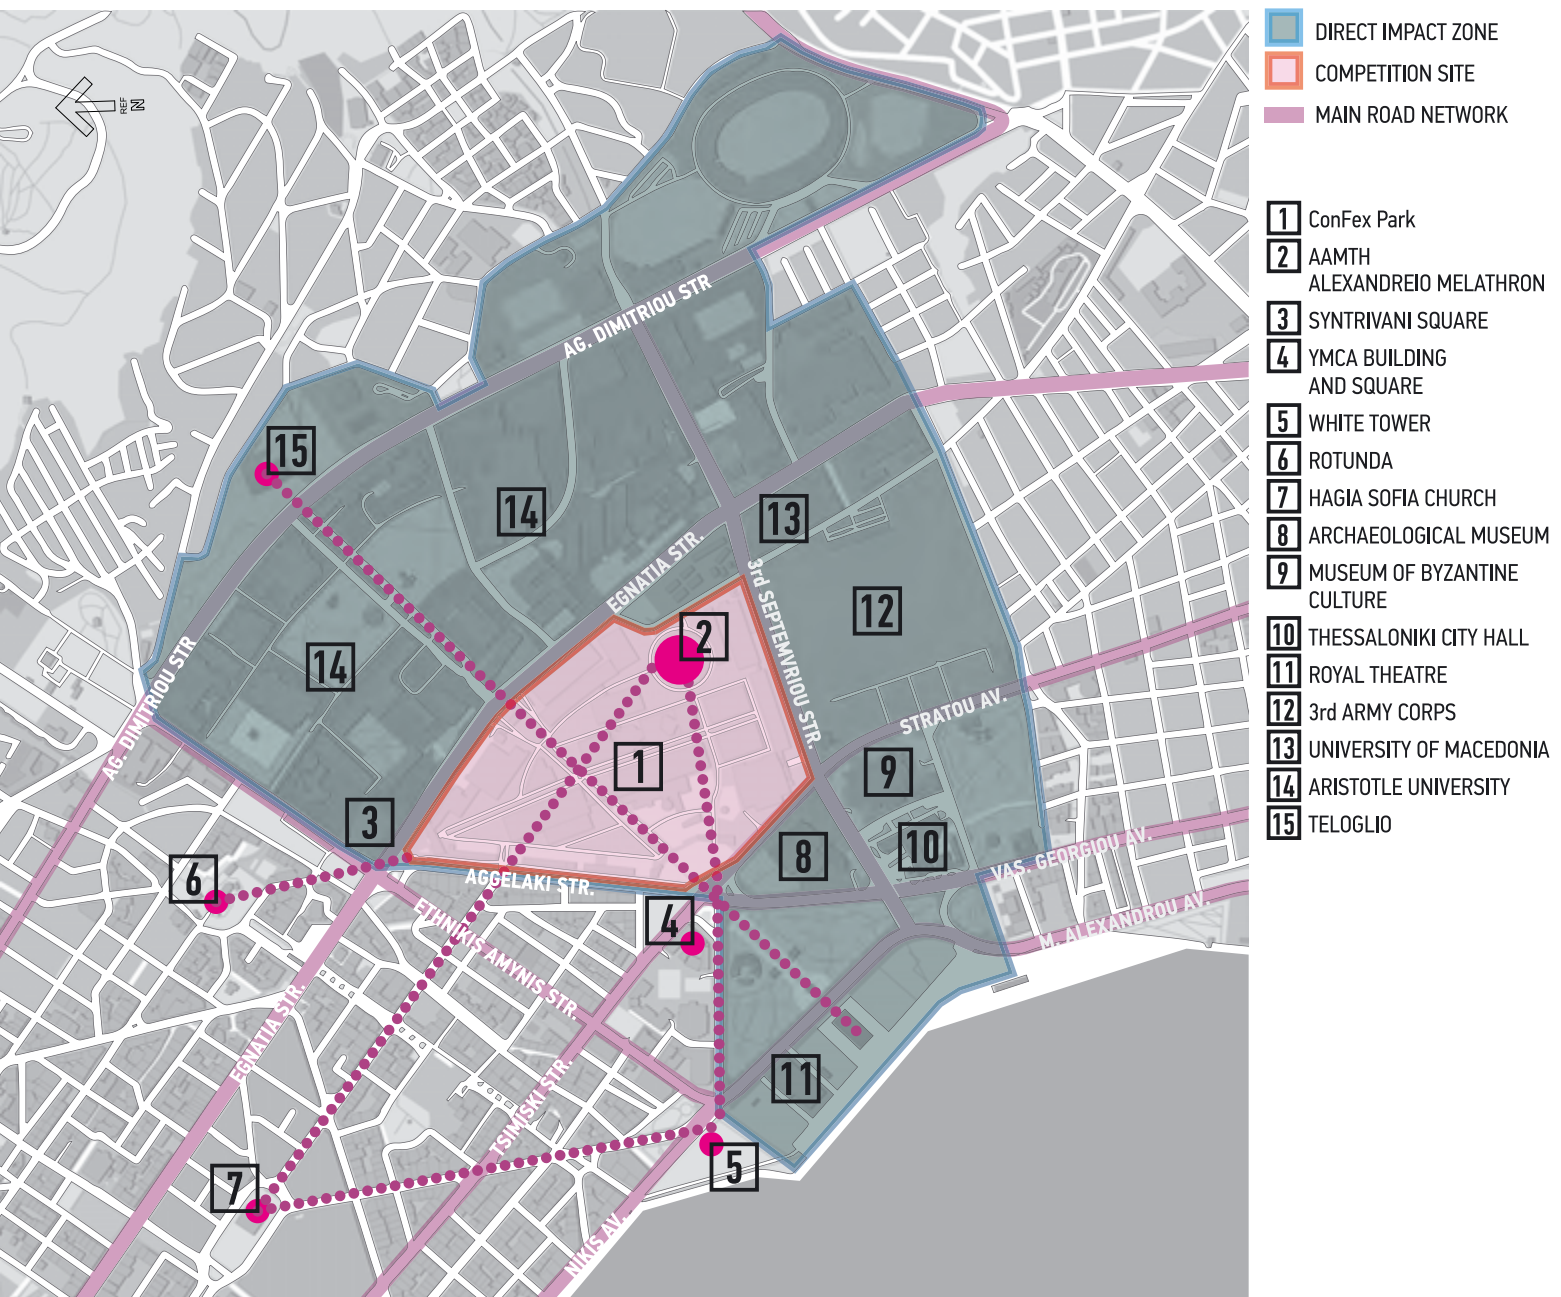 DIRECT IMPACT ZONE
COMPETITION SITE
MAIN ROAD NETWORK
1 ConFex Park
2 AAMTH
ALEXANDREIO MELATHRON
3 SYNTRIVANI SQUARE
4 YMCA BUILDING
AND SQUARE
5 WHITE TOWER
6 ROTUNDA
7 HAGIA SOFIA CHURCH
8 ARCHAEOLOGICAL MUSEUM
9 MUSEUM OF BYZANTINE
CULTURE
10 THESSALONIKI CITY HALL
11 ROYAL THEATRE
12 3rd ARMY CORPS
13 UNIVERSITY OF MACEDONIA
14 ARISTOTLE UNIVERSITY
15 TELOGLIO
REF
N
AG. DIMITRIOU STR
15
14
13
EGNATIA STR.
3rd SEPTEMVRIOU STR.
12
2
14
AG. DIMITRIOU STR
STRATOU AV.
1
9
3
10
8
VAS. GEORGIOU AV.
6
AGGELAKI STR.
4
ETHNIKIS AMYNIS STR
M. ALEXANDROU AV.
EGNATIA STR.
11
TSIMISKI STR.
5
7
NIKIS AV.